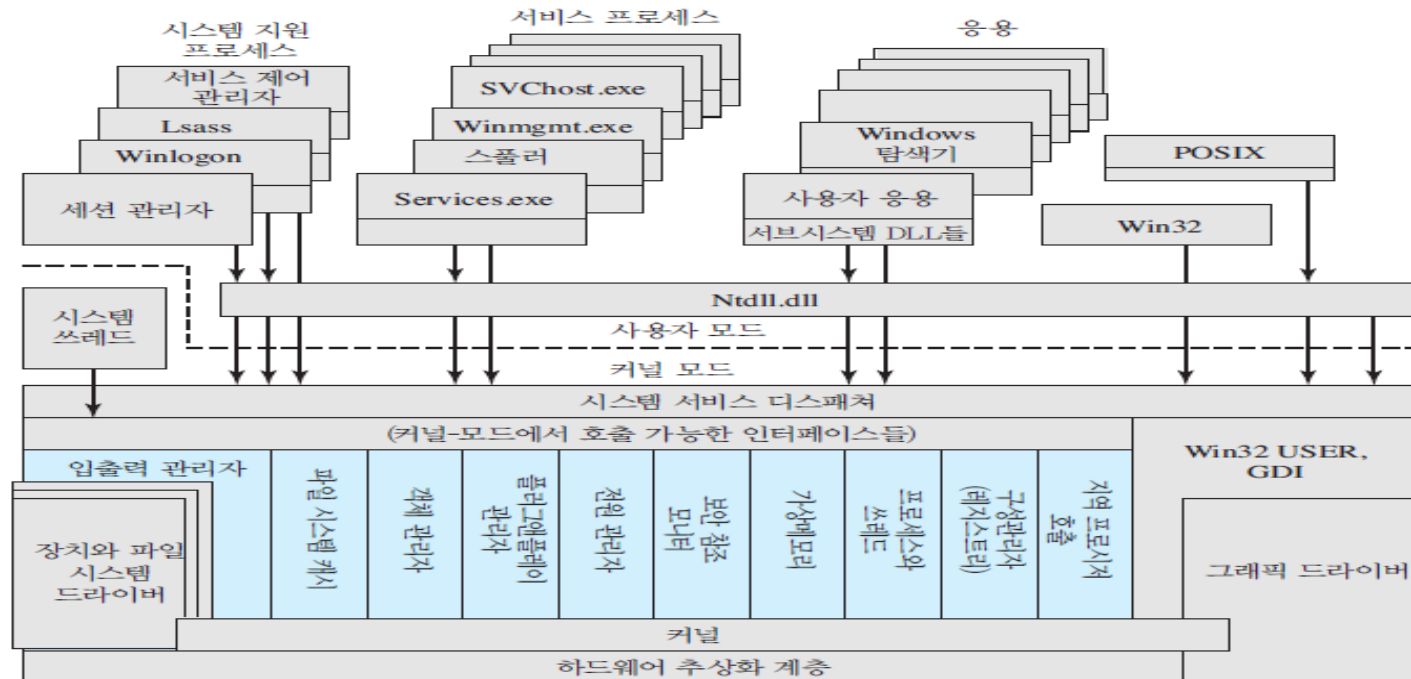 시스템 지원
프로세스
서비스 프로세스
응용
서비스 제어
관리자
Lsass
Winlogon
세션 관리자
SVChost.exe
Winmgmt.exe
스풀러
Services.exe
Windows
탐색기
사용자 응용
서브시스템 DLL들
POSIX
Win32
시스템
쓰레드
Ntdll.dll
사용자 모드
커널 모드
시스템 서비스 디스패쳐
(커널-모드에서 호출 가능한 인터페이스들)
입출력 관리자
장치와 파일
시스템
드라이버
파일 시스템 캐시
객체 관리자
플러그앤플레이
관리자
전원 관리자
보안 참조
모니터
가상메모리
프로세스와
쓰레드
구성관리자
(레지스트리)
지역 프로시저
호출
Win32 USER,
GDI
그래픽 드라이버
커널
하드웨어 추상화 계층